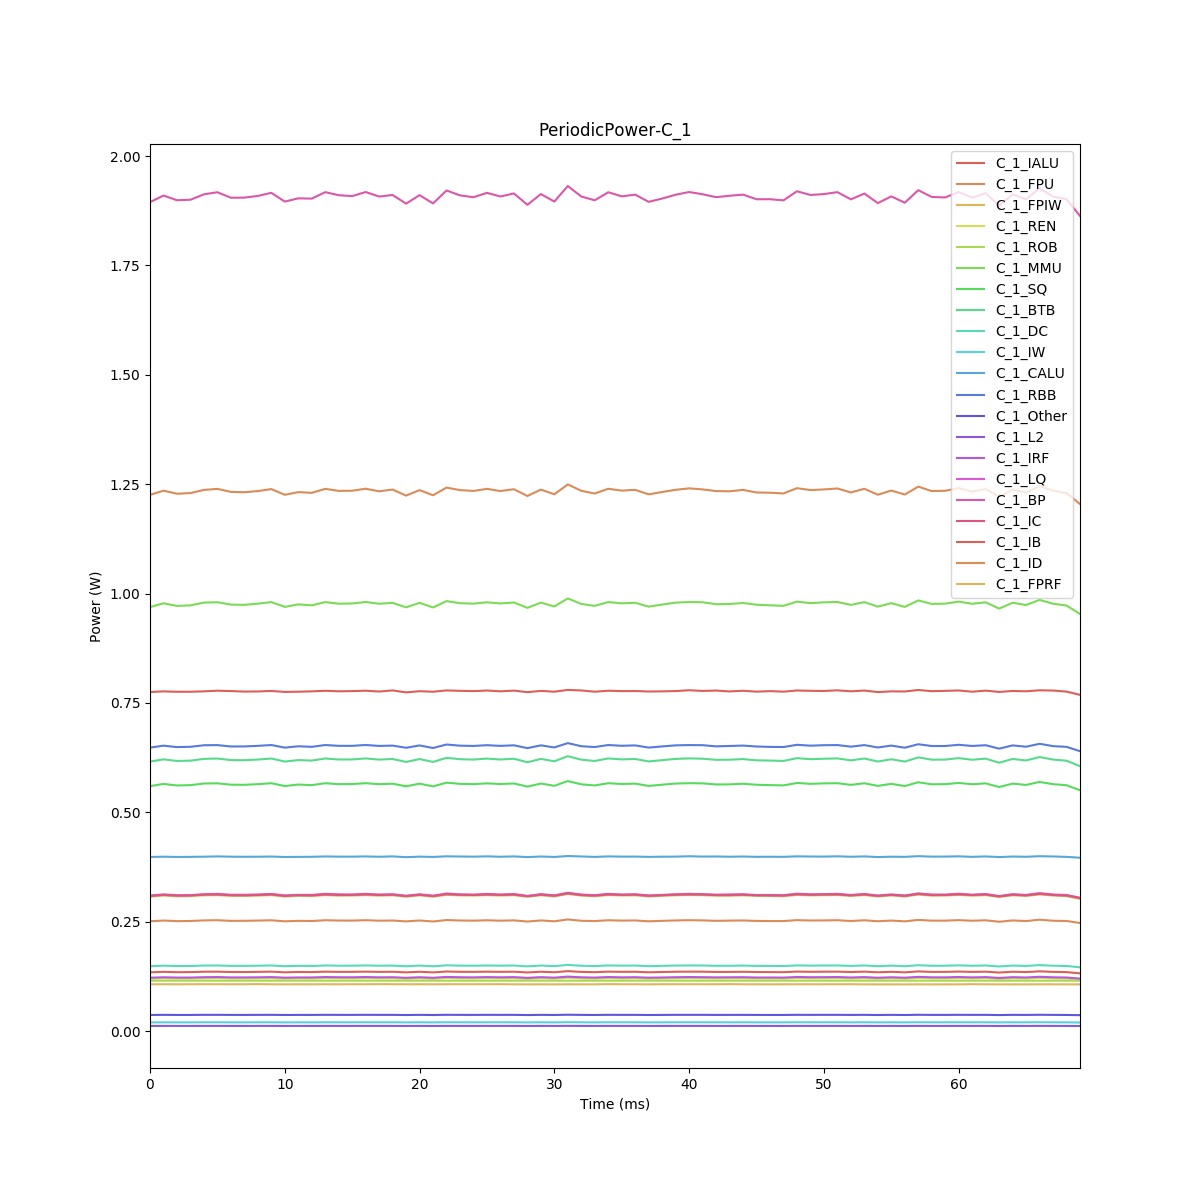 PeriodicPower-C_1
2.00
1.75
1.50
1.25
1.00
0.75
0.50
0.25
0.00
Power (W)
0 10 20 30 40 50 60
Time (ms)
C_1_IALU
C_1_FPU
C_1_FPIW
C_1_REN
C_1_ROB
C_1_MMU
C_1_SQ
C_1_BTB
C_1_DC
C_1_IW
C_1_CALU
C_1_RBB
C_1_Other
C_1_L2
C_1_IRF
C_1_LQ
C_1_BP
C_1_IC
C_1_IB
C_1_ID
C_1_FPRF